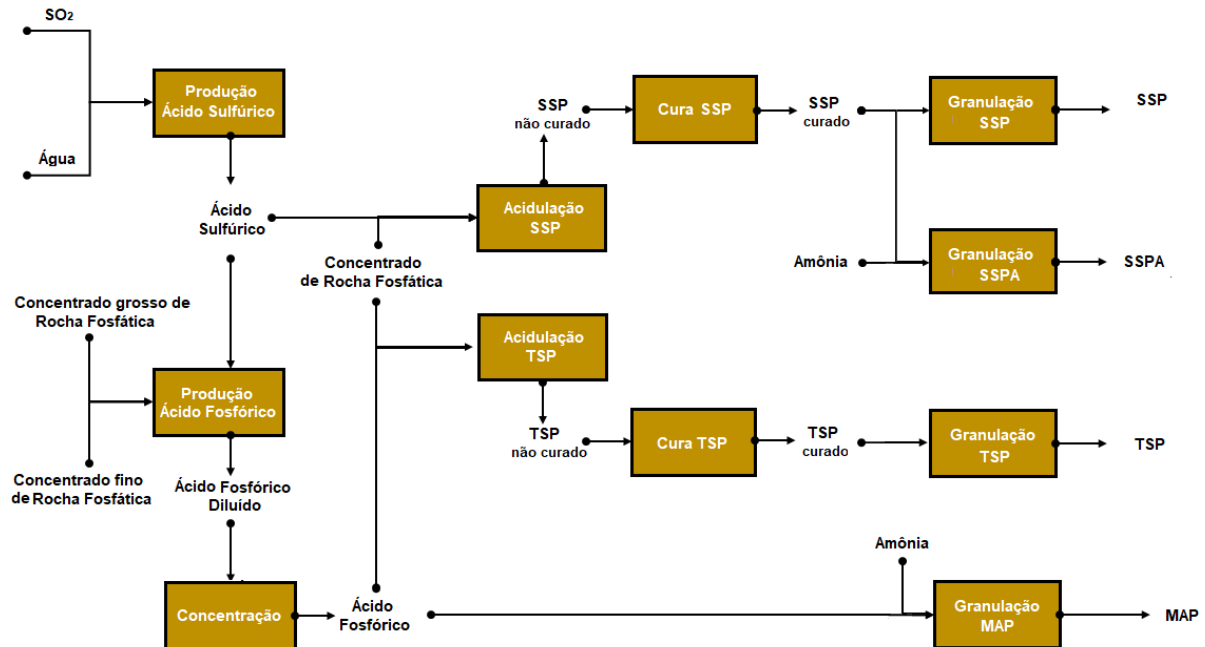 SO₂
Produção
Ácido Sulfúrico
Água
Ácido
Sulfúrico
SSP
não curado
Cura SSP
SSP
curado
Granulação
SSP
SSP
Acidulação
SSP
Concentrado
de Rocha Fosfática
Amônia
Granulação
SSPA
SSPA
Concentrado grosso de
Rocha Fosfática
Acidulação
TSP
Produção
Ácido Fosfórico
TSP
não curado
Cura TSP
TSP
curado
Granulação
TSP
TSP
Concentrado fino
de Rocha Fosfática
Ácido Fosfórico
Diluído
Concentração
Ácido
Fosfórico
Amônia
Granulação
MAP
MAP